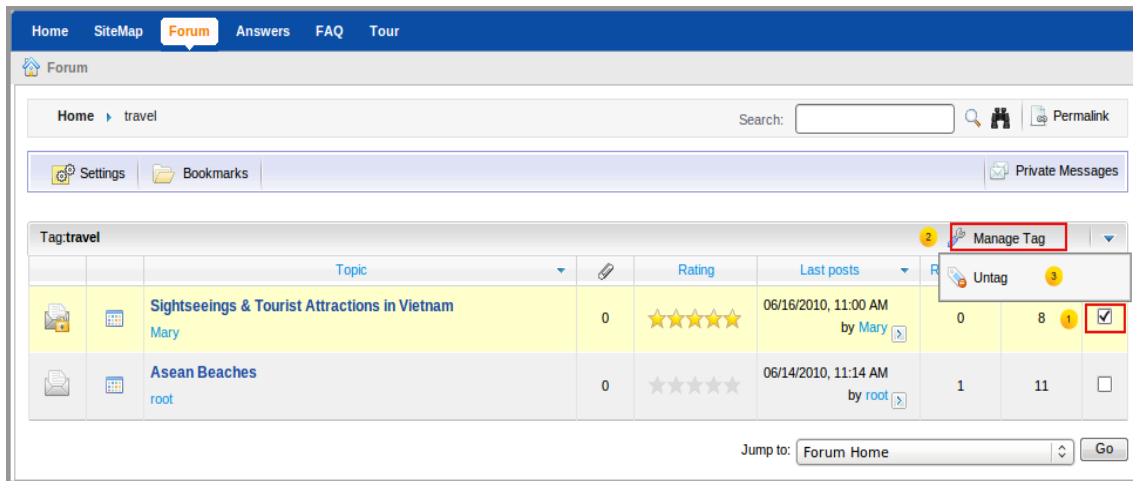 Home SiteMap Forum Answers FAQ Tour
Forum
Home travel Search: Permalink
Settings Bookmarks Private Messages
Tag:travel 2 Manage Tag
Topic Rating Last posts R
Untag 3
Sightseeings & Tourist Attractions in Vietnam
Mary
0 06/16/2010, 11:00 AM
by Mary
0 8 1
Asean Beaches
root
0 06/14/2010, 11:14 AM
by root
1 11
Jump to: Forum Home Go